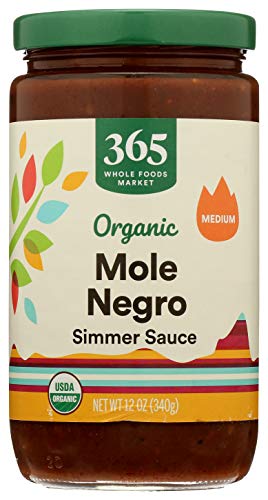 365
WHOLE FOODS
MARKET
MEDIUM
Organic
Mole
Negro
Simmer Sauce
USDA
ORGANIC
NET WT 12 OZ (340g)